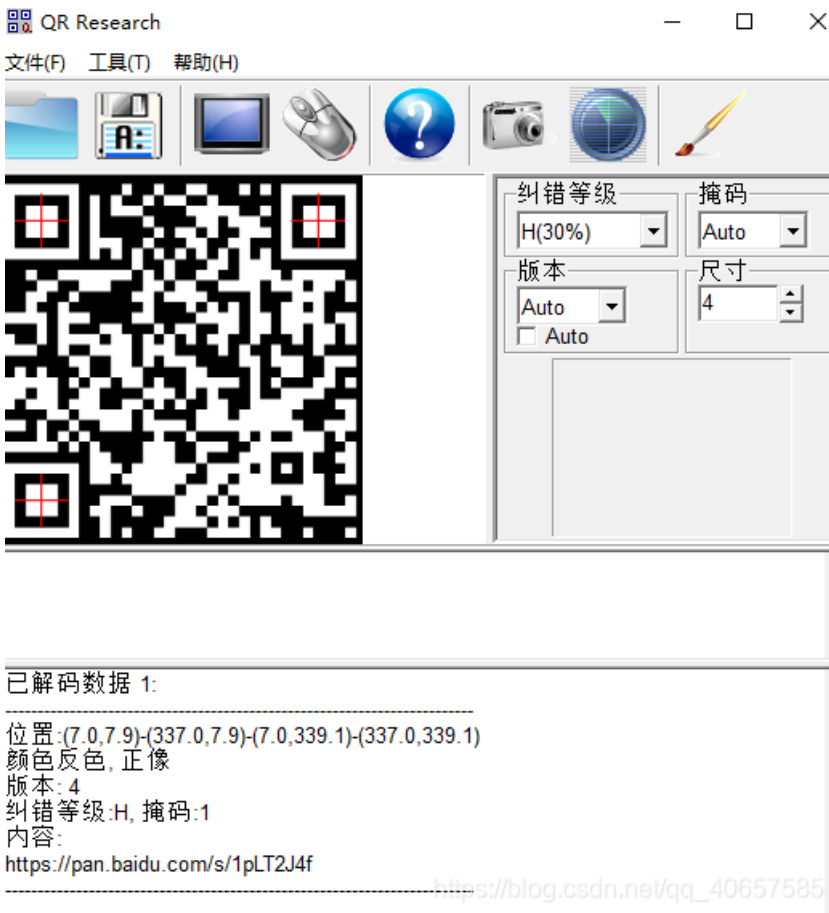 QR Research
文件(F) 工具(T) 帮助(H)
A:
?
纠错等级 掩码
H(30%) Auto
版本 尺寸
Auto 4
Auto
已解码数据 1:
位置:(7.0,7.9)-(337.0,7.9)-(7.0,339.1)-(337.0,339.1)
颜色反色, 正像
版本: 4
纠错等级:H, 掩码:1
内容:
https://pan.baidu.com/s/1pLT2J4f
https://blog.csdn.net/qq_40657585